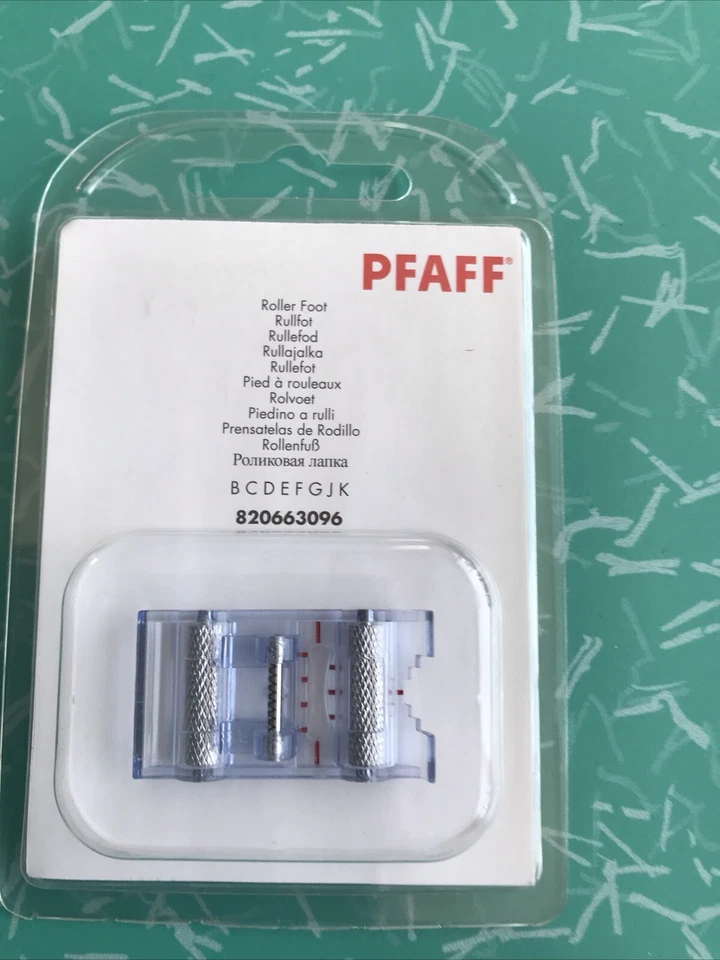 PFAFF®
Roller Foot
Rullfot
Rullefod
Rullajalka
Rullefot
Pied à rouleaux
Rolvoet
Piedino a rulli
Prensatelas de Rodillo
Rollenfuß
Роликовая лапка
B C D E F G J K
820663096